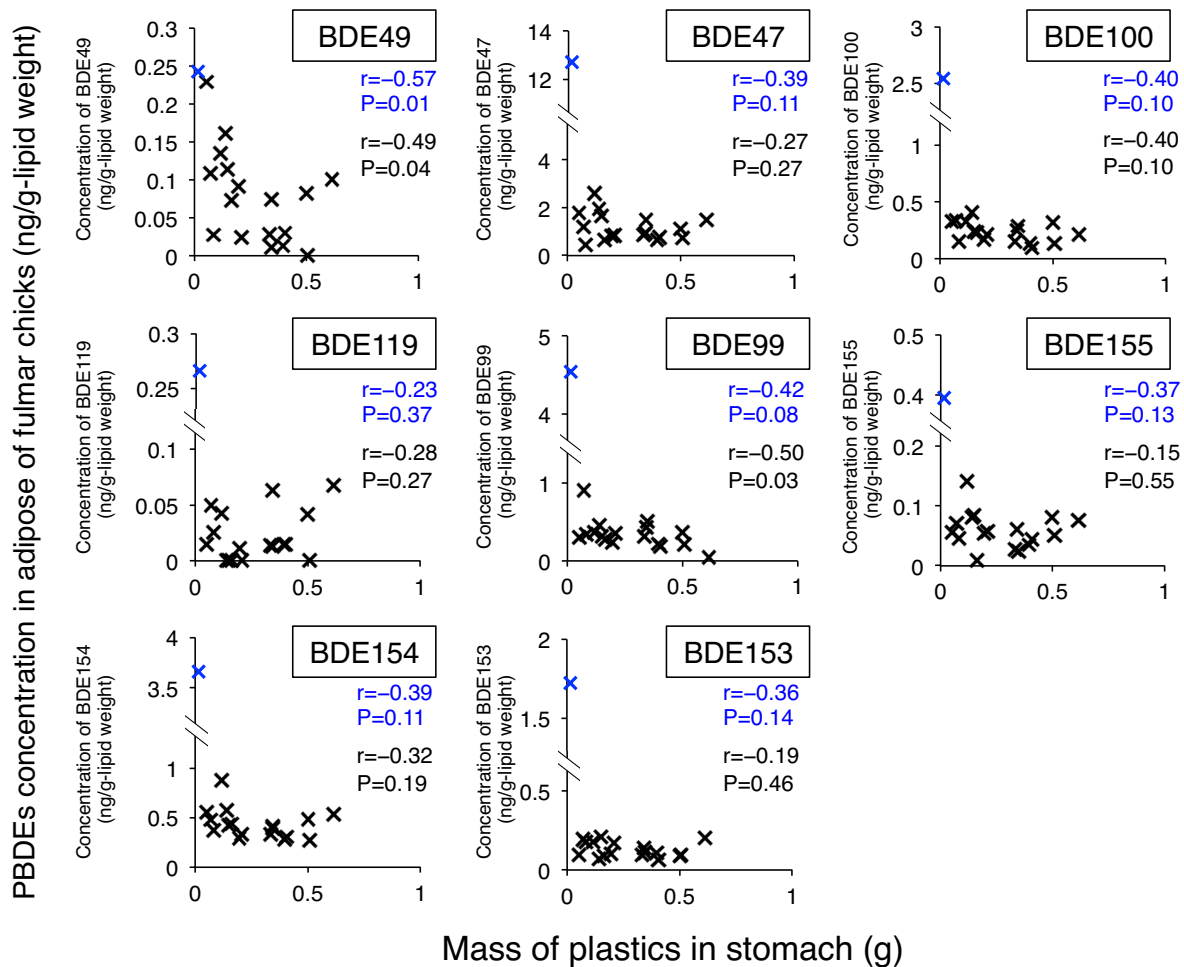 PBDEs concentration in adipose of fulmar chicks (ng/g-lipid weight)
Concentration of BDE49
(ng/g-lipid weight)
0.3
0.25
0.2
0.15
0.1
0.05
0
0
0.5
1
BDE49
r=−0.57
P=0.01
r=−0.49
P=0.04
Concentration of BDE47
(ng/g-lipid weight)
14
12
4
2
0
0
0.5
1
BDE47
r=−0.39
P=0.11
r=−0.27
P=0.27
Concentration of BDE100
(ng/g-lipid weight)
3
2.5
1
0.5
0
0
0.5
1
BDE100
r=−0.40
P=0.10
r=−0.40
P=0.10
Concentration of BDE119
(ng/g-lipid weight)
0.3
0.25
0.1
0.05
0
0
0.5
1
BDE119
r=−0.23
P=0.37
r=−0.28
P=0.27
Concentration of BDE99
(ng/g-lipid weight)
5
4
1
0
0
0.5
1
BDE99
r=−0.42
P=0.08
r=−0.50
P=0.03
Concentration of BDE155
(ng/g-lipid weight)
0.5
0.4
0.2
0.1
0
0
0.5
1
BDE155
r=−0.37
P=0.13
r=−0.15
P=0.55
Concentration of BDE154
(ng/g-lipid weight)
4
3.5
1
0.5
0
0
0.5
1
BDE154
r=−0.39
P=0.11
r=−0.32
P=0.19
Concentration of BDE153
(ng/g-lipid weight)
2
1.5
0.5
0
0
0.5
1
BDE153
r=−0.36
P=0.14
r=−0.19
P=0.46
Mass of plastics in stomach (g)